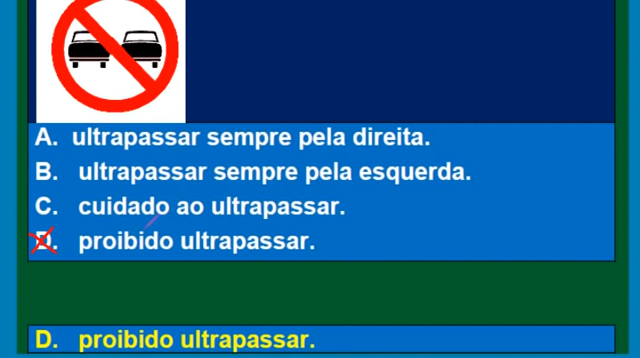 A. ultrapassar sempre pela direita.
B. ultrapassar sempre pela esquerda.
C. cuidado ao ultrapassar.
D. proibido ultrapassar.
D. proibido ultrapassar.